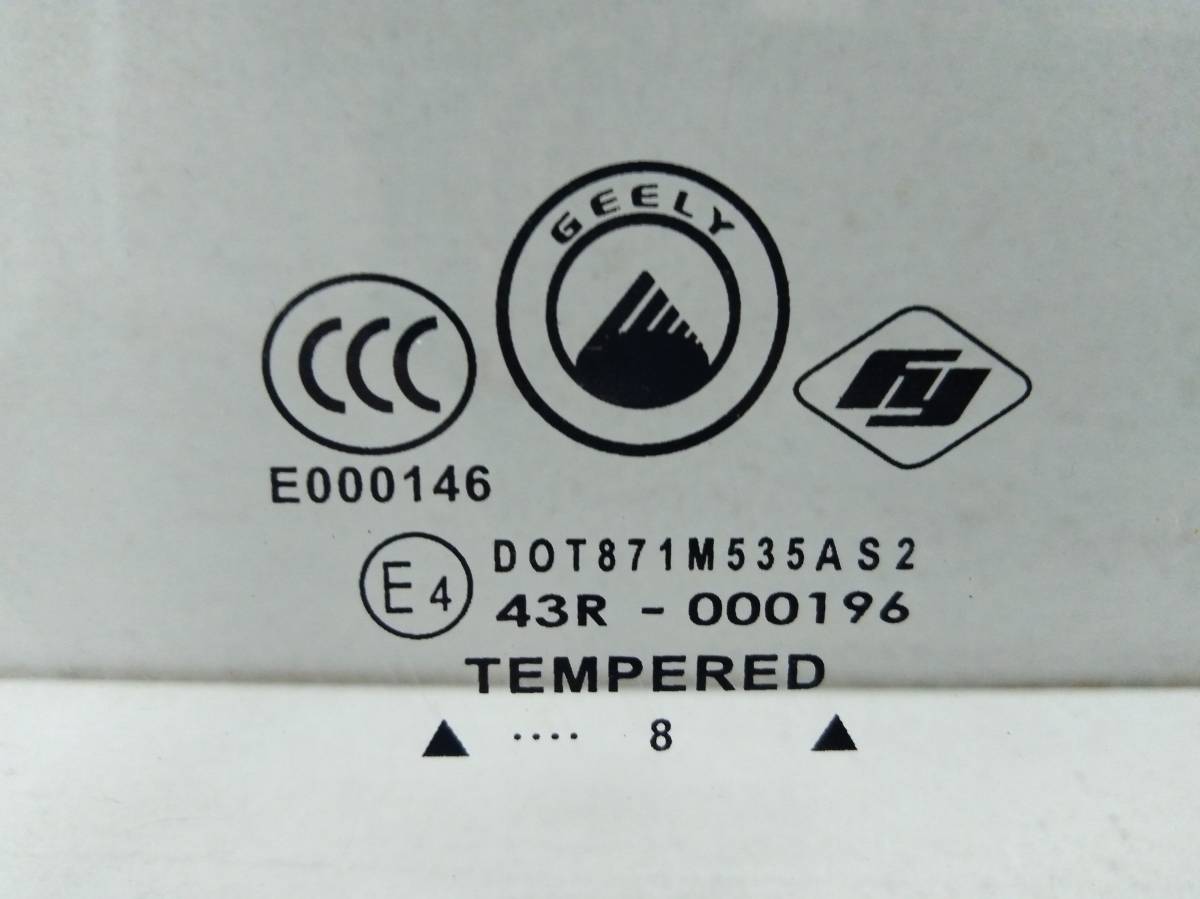 GEELY
CCC
fy
E000146
E4
DOT871M535AS2
43R - 000196
TEMPERED
.... 8